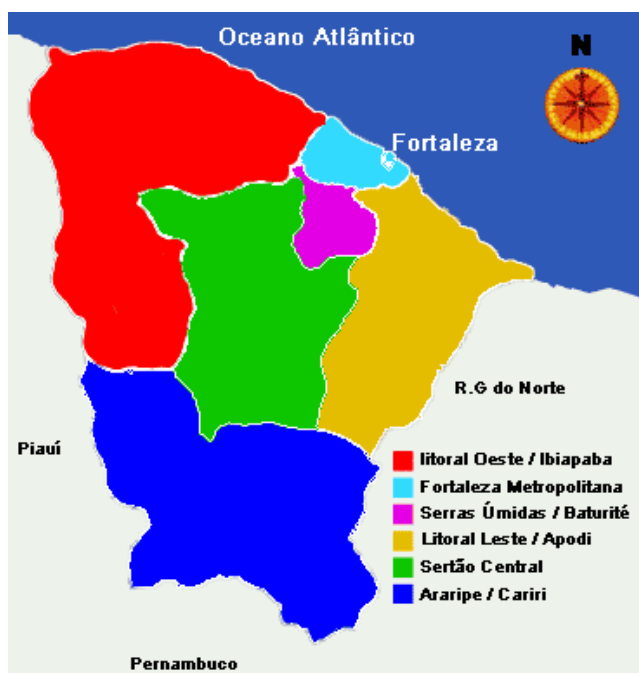 Oceano Atlântico
N
Fortaleza
R.G do Norte
Piauí
litoral Oeste / Ibiapaba
Fortaleza Metropolitana
Serras Úmidas / Baturité
Litoral Leste / Apodi
Sertão Central
Araripe / Cariri
Pernambuco